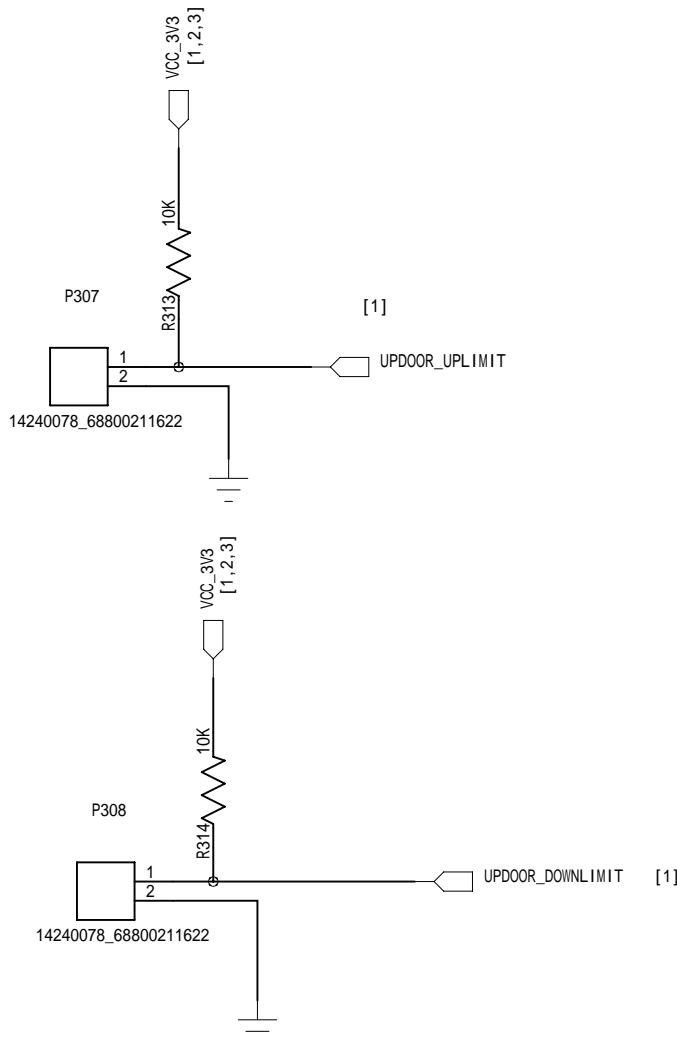 VCC_3V3
[1,2,3]
10K
R313
P307
[1]
1
2
UPDOOR_UPLIMIT
14240078_68800211622
VCC_3V3
[1,2,3]
10K
R314
P308
1
2
UPDOOR_DOWNLIMIT [1]
14240078_68800211622